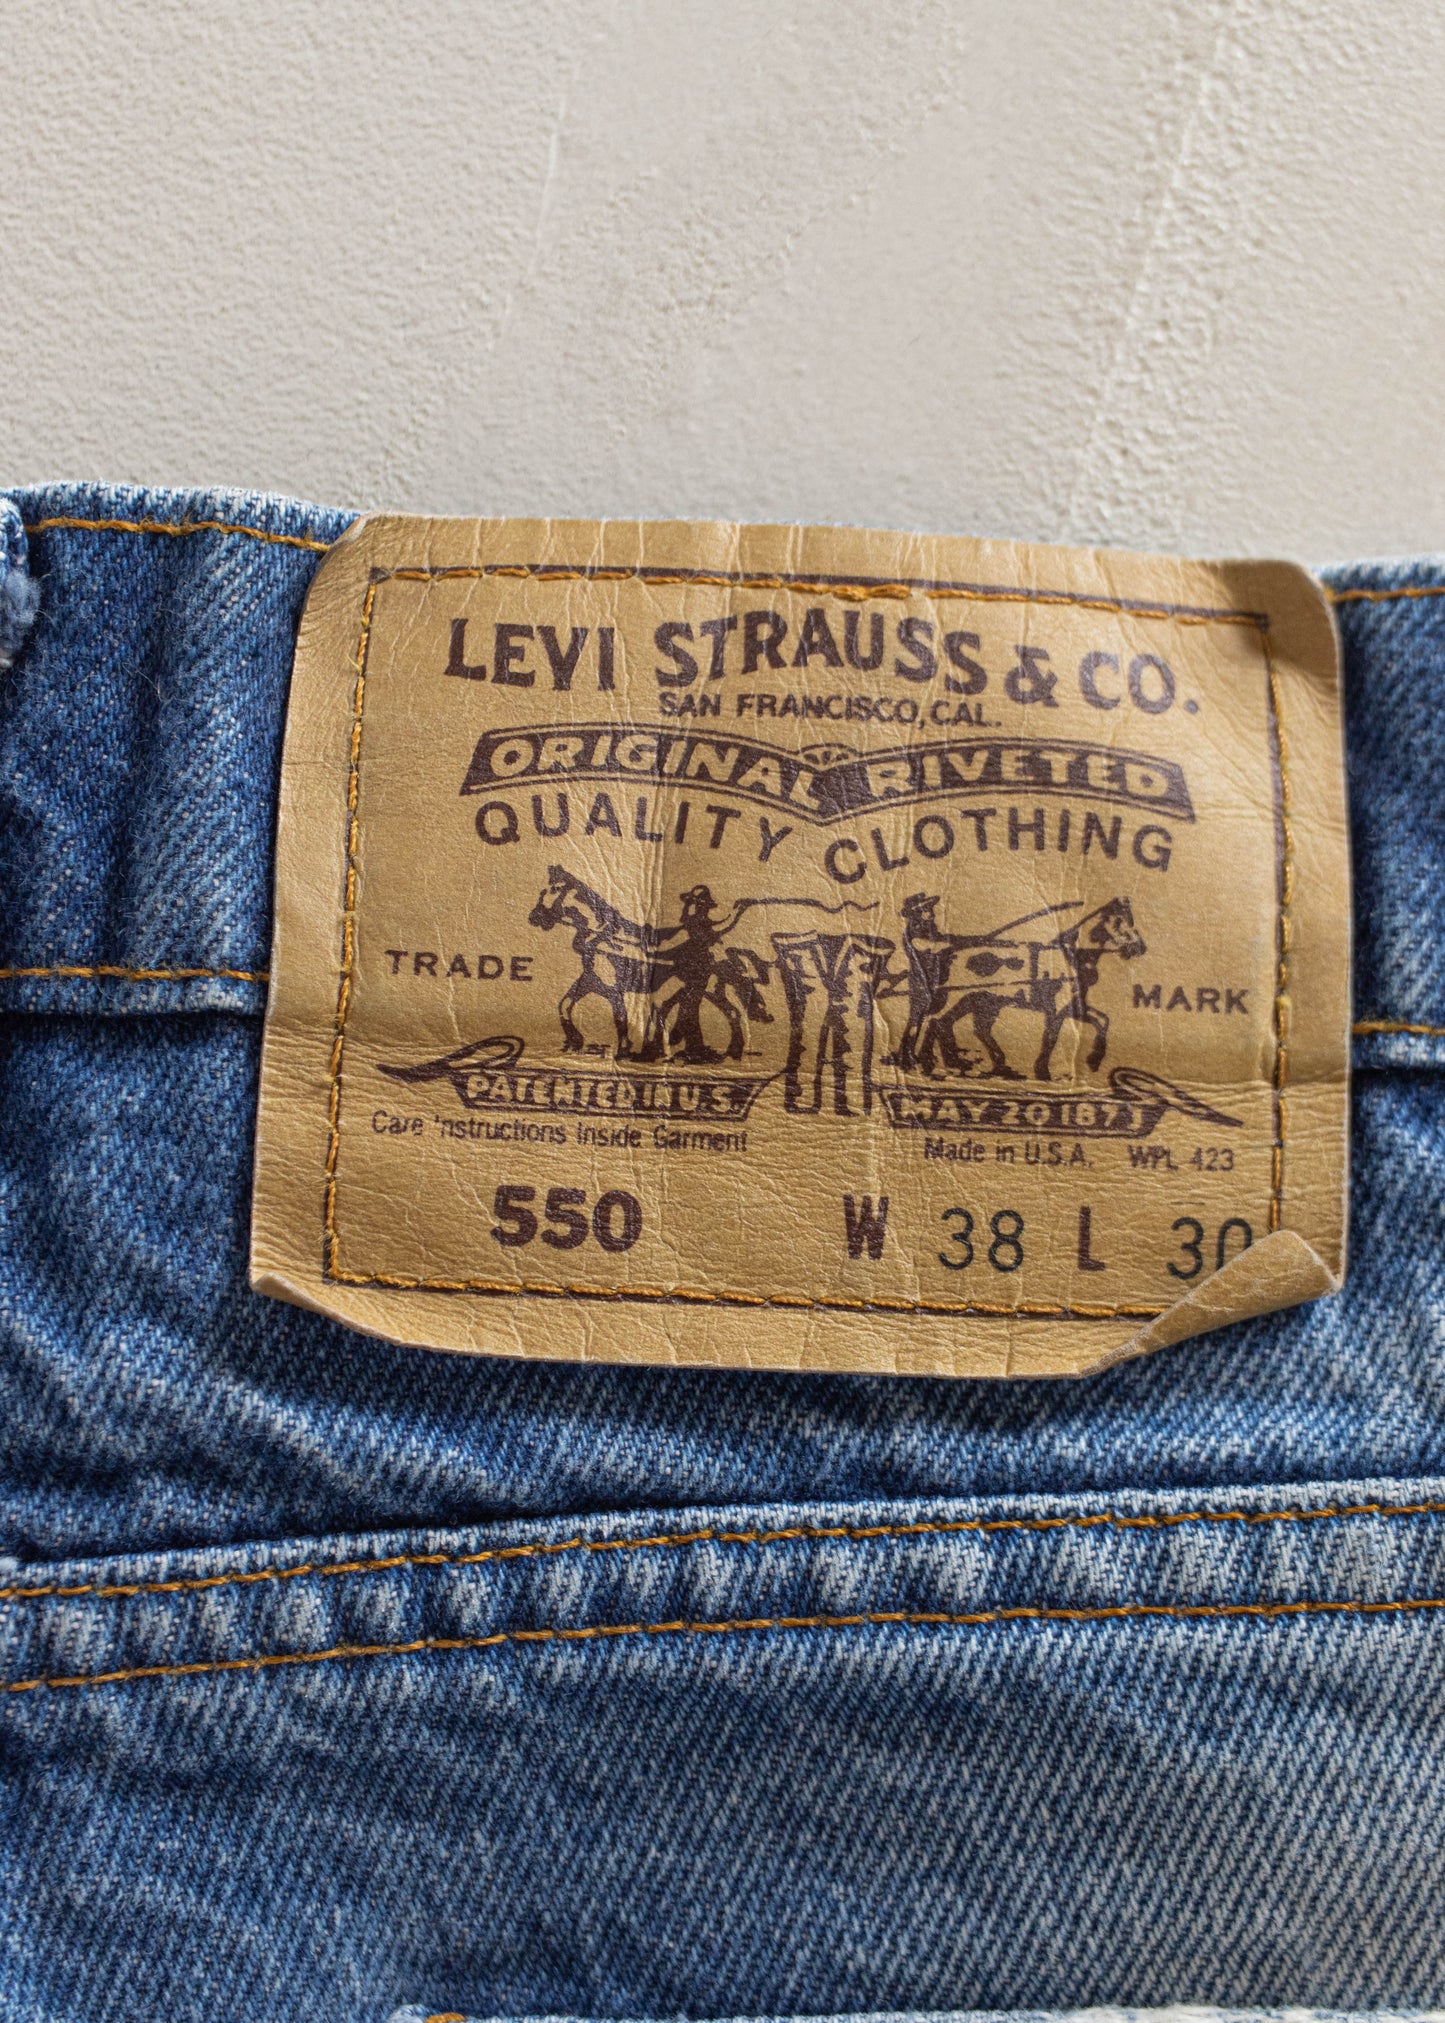 LEVI STRAUSS & CO.
SAN FRANCISCO, CAL.
ORIGINAL RIVETED
QUALITY CLOTHING
TRADE MARK
PATENTED IN U.S. MAY 20 1873
Care Instructions Inside Garment Made in U.S.A. WPL 423
550 W 38 L 30